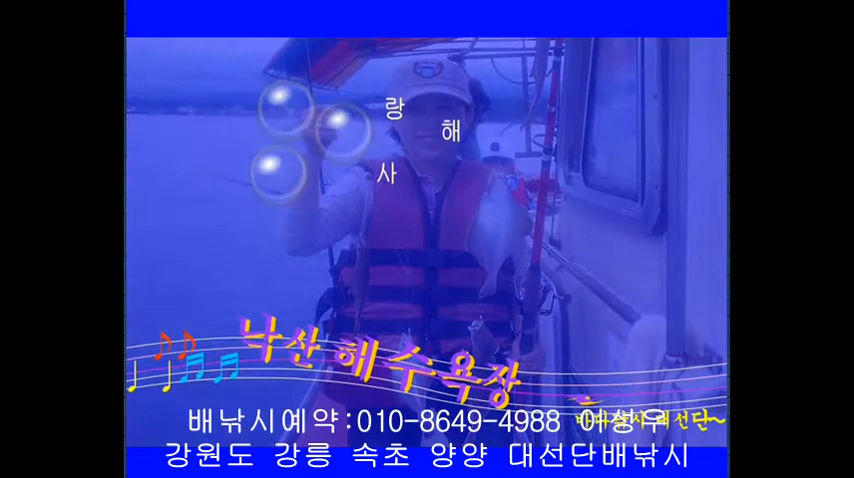 랑
해
사
낙산 해수욕장
배낚시예약:010-8649-4988
강원도 강릉 속초 양양 대선단배낚시